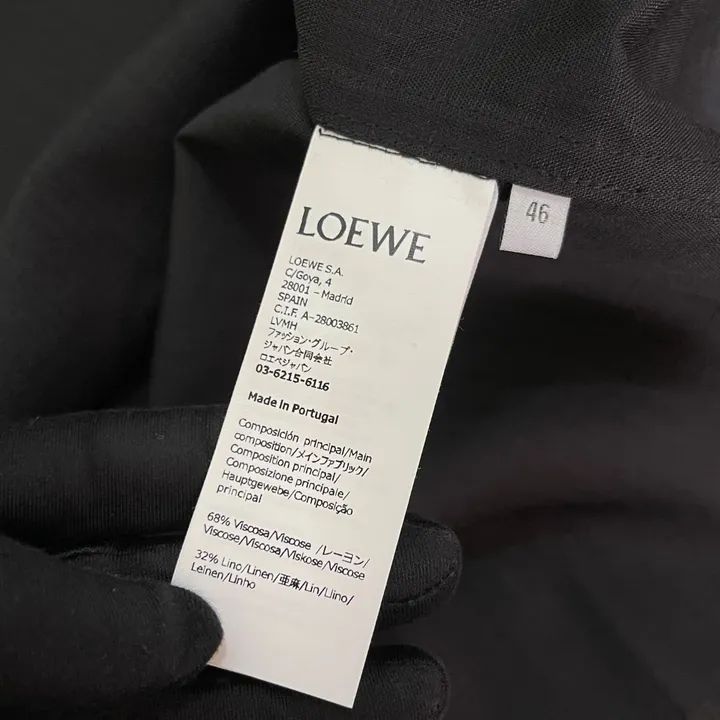 LOEWE
46
LOEWE S.A.
C/Goya, 4
28001 – Madrid
SPAIN
C.I.F. A-28003861
LVMH
ファッション・グループ・
ジャパン合同会社
ロエベジャパン
03-6215-6116
Made in Portugal
Composición principal/Main
composition/メインファブリック/
Composition principal/
Composizione principale/
Hauptgewebe/Composição
principal
68% Viscosa/Viscose /レーヨン/
Viscose/Viscosa/Viskose/Viscose
32% Lino/Linen/亜麻/Lin/Llino/
Leinen/Linho